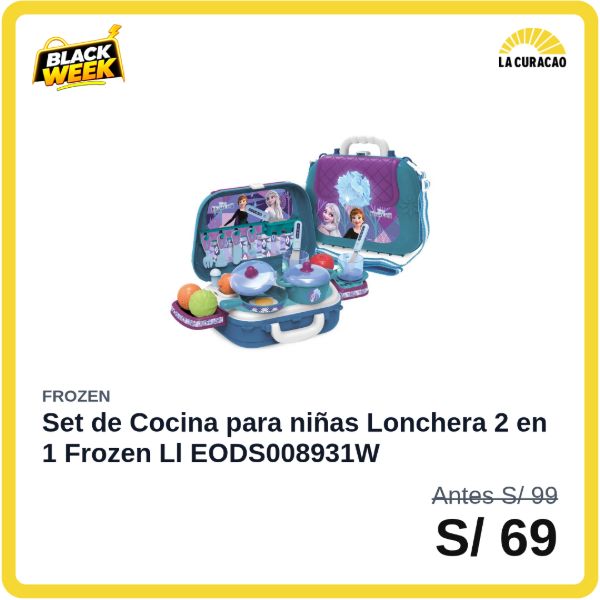 BLACK
WEEK
LA CURACAO
FROZEN
Set de Cocina para niñas Lonchera 2 en
1 Frozen Ll EODS008931W
Antes S/ 99
S/ 69